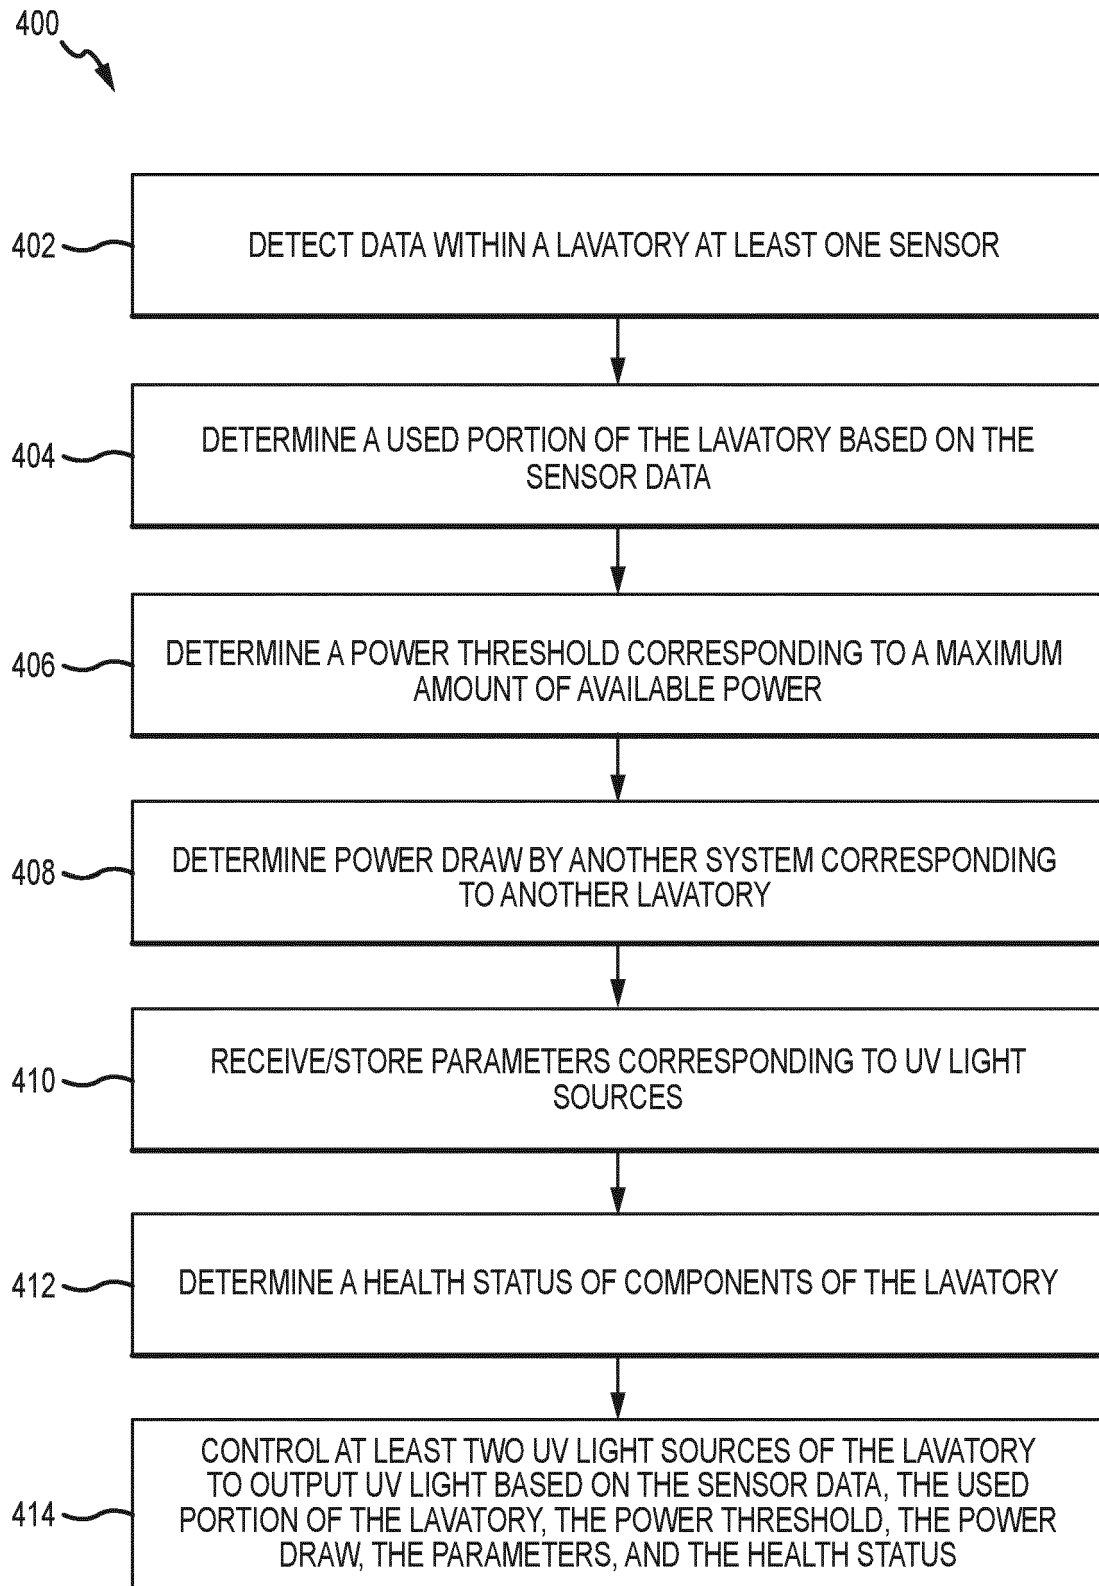 400
402
DETECT DATA WITHIN A LAVATORY AT LEAST ONE SENSOR
404
DETERMINE A USED PORTION OF THE LAVATORY BASED ON THE
SENSOR DATA
406
DETERMINE A POWER THRESHOLD CORRESPONDING TO A MAXIMUM
AMOUNT OF AVAILABLE POWER
408
DETERMINE POWER DRAW BY ANOTHER SYSTEM CORRESPONDING
TO ANOTHER LAVATORY
410
RECEIVE/STORE PARAMETERS CORRESPONDING TO UV LIGHT
SOURCES
412
DETERMINE A HEALTH STATUS OF COMPONENTS OF THE LAVATORY
414
CONTROL AT LEAST TWO UV LIGHT SOURCES OF THE LAVATORY
TO OUTPUT UV LIGHT BASED ON THE SENSOR DATA, THE USED
PORTION OF THE LAVATORY, THE POWER THRESHOLD, THE POWER
DRAW, THE PARAMETERS, AND THE HEALTH STATUS